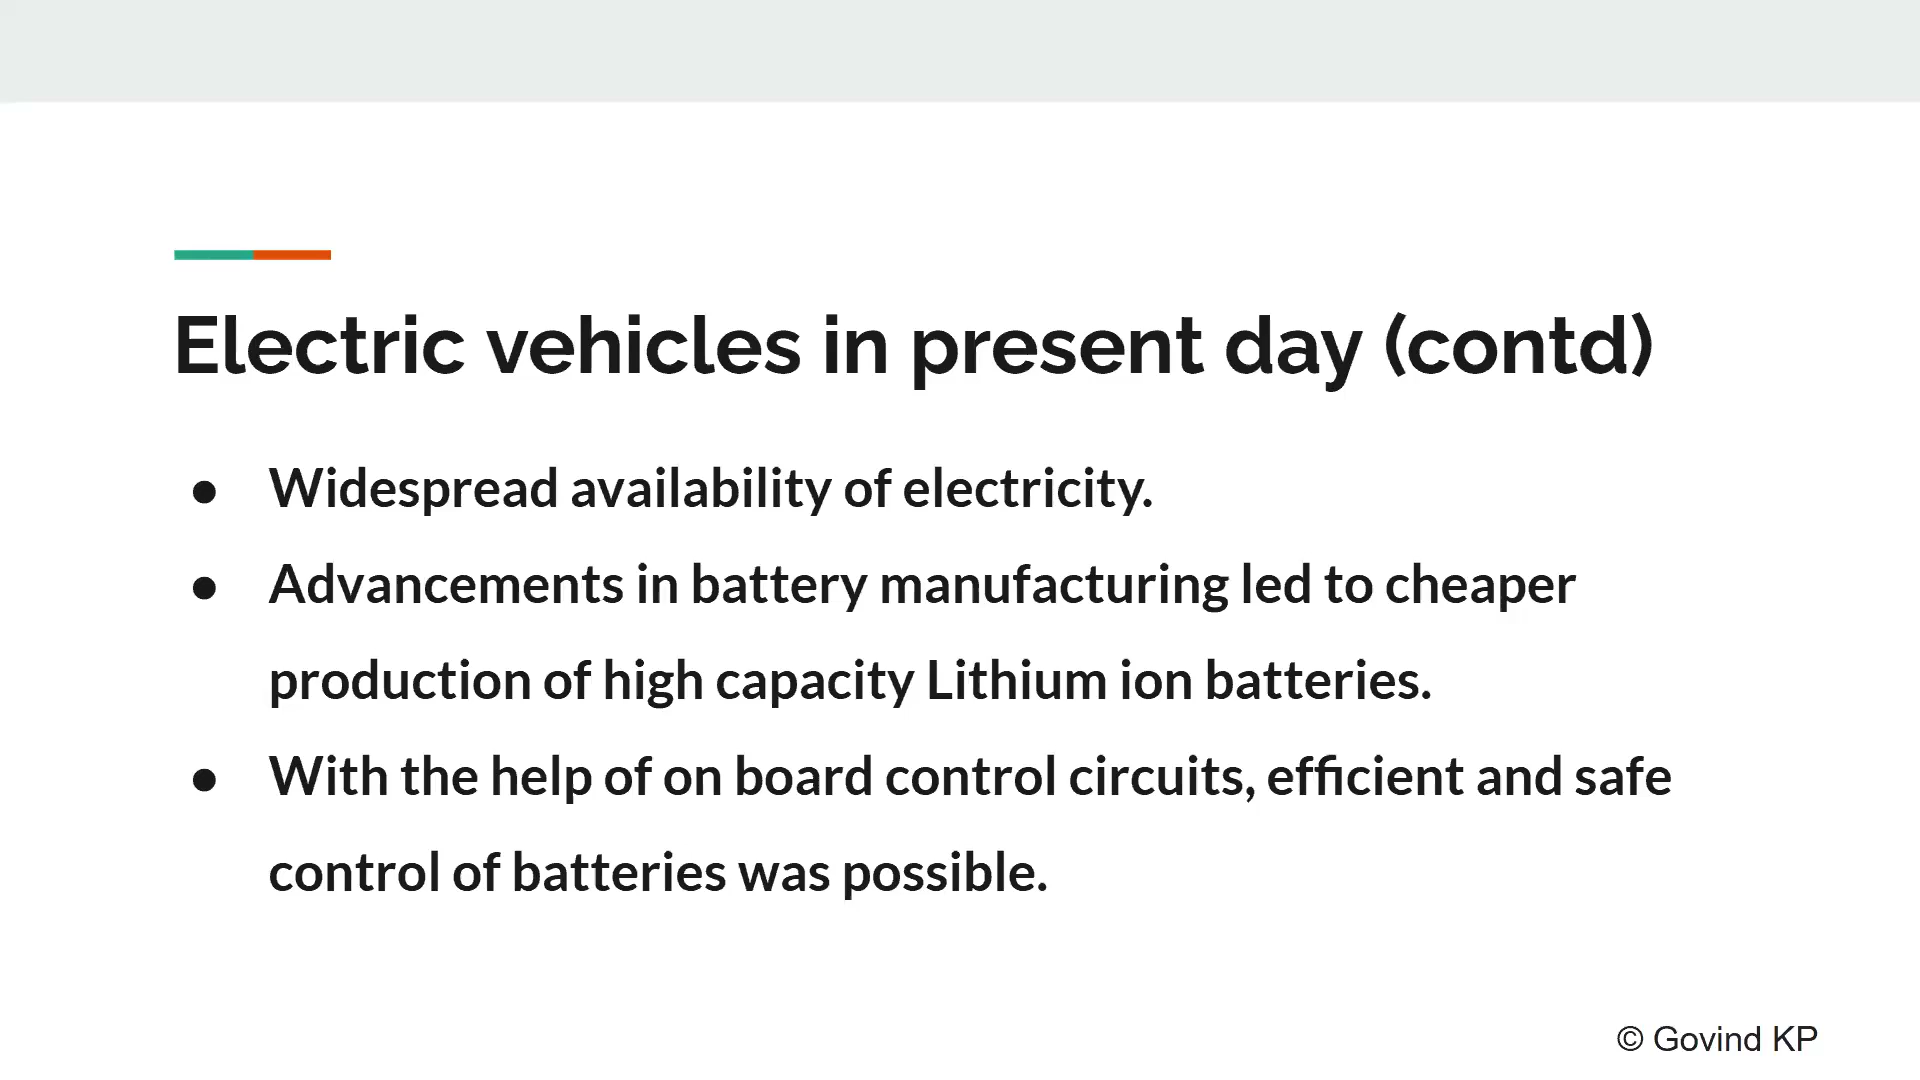 Electric vehicles in present day (contd)
● Widespread availability of electricity.
● Advancements in battery manufacturing led to cheaper
production of high capacity Lithium ion batteries.
● With the help of on board control circuits, efficient and safe
control of batteries was possible.
© Govind KP